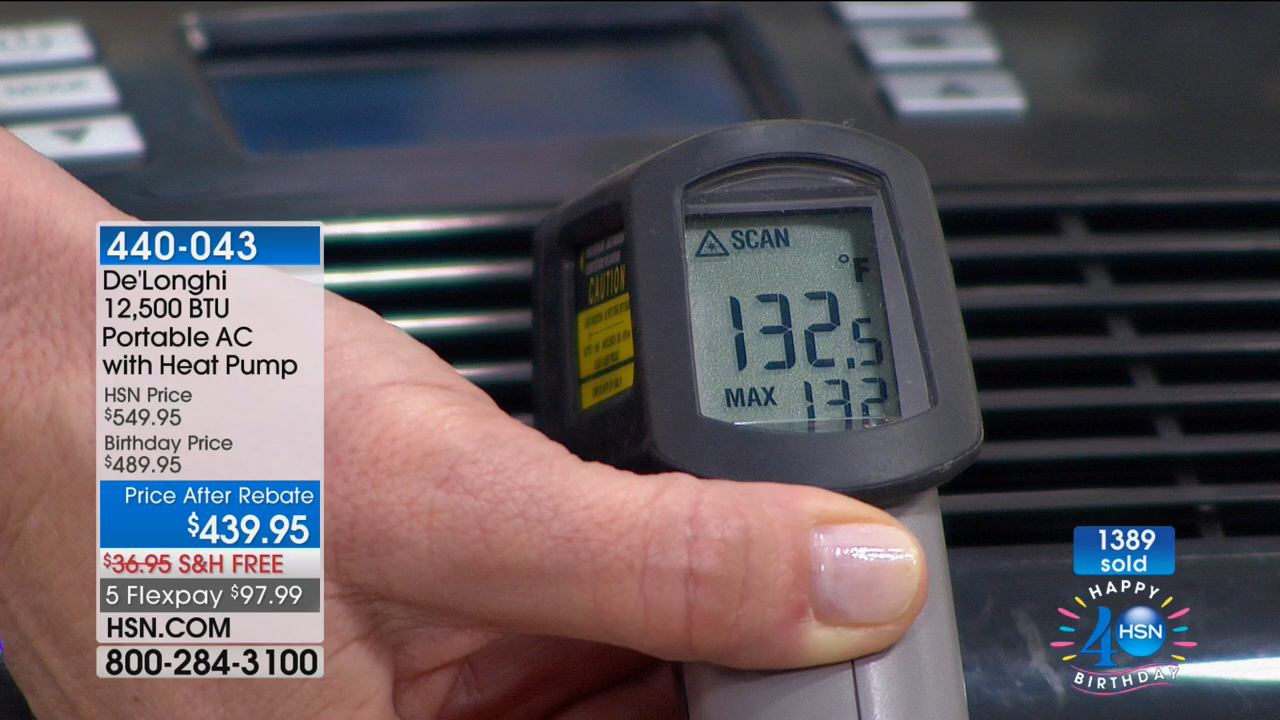 440-043
De'Longhi
12,500 BTU
Portable AC
with Heat Pump
HSN Price
$549.95
Birthday Price
$489.95
Price After Rebate
$439.95
$36.95 S&H FREE
5 Flexpay $97.99
HSN.COM
800-284-3100
CAUTION
SCAN
°F
132.5
MAX 132
1389
sold
HAPPY
40 HSN
BIRTHDAY